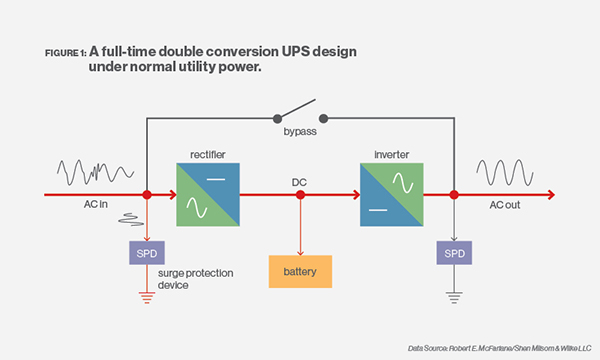 FIGURE 1: A full-time double conversion UPS design
under normal utility power.
bypass
rectifier
inverter
DC
AC in
AC out
SPD
surge protection
device
battery
SPD
Data Source: Robert E. McFarlane/Shen Milsom & Wilke LLC